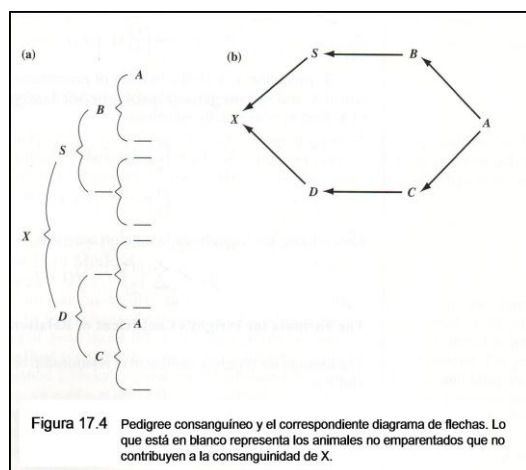 (a)
(b)
A
S
B
B
S
X
A
X
D
C
D
A
C
Figura 17.4 Pedigree consanguíneo y el correspondiente diagrama de flechas. Lo
que está en blanco representa los animales no emparentados que no
contribuyen a la consanguinidad de X.